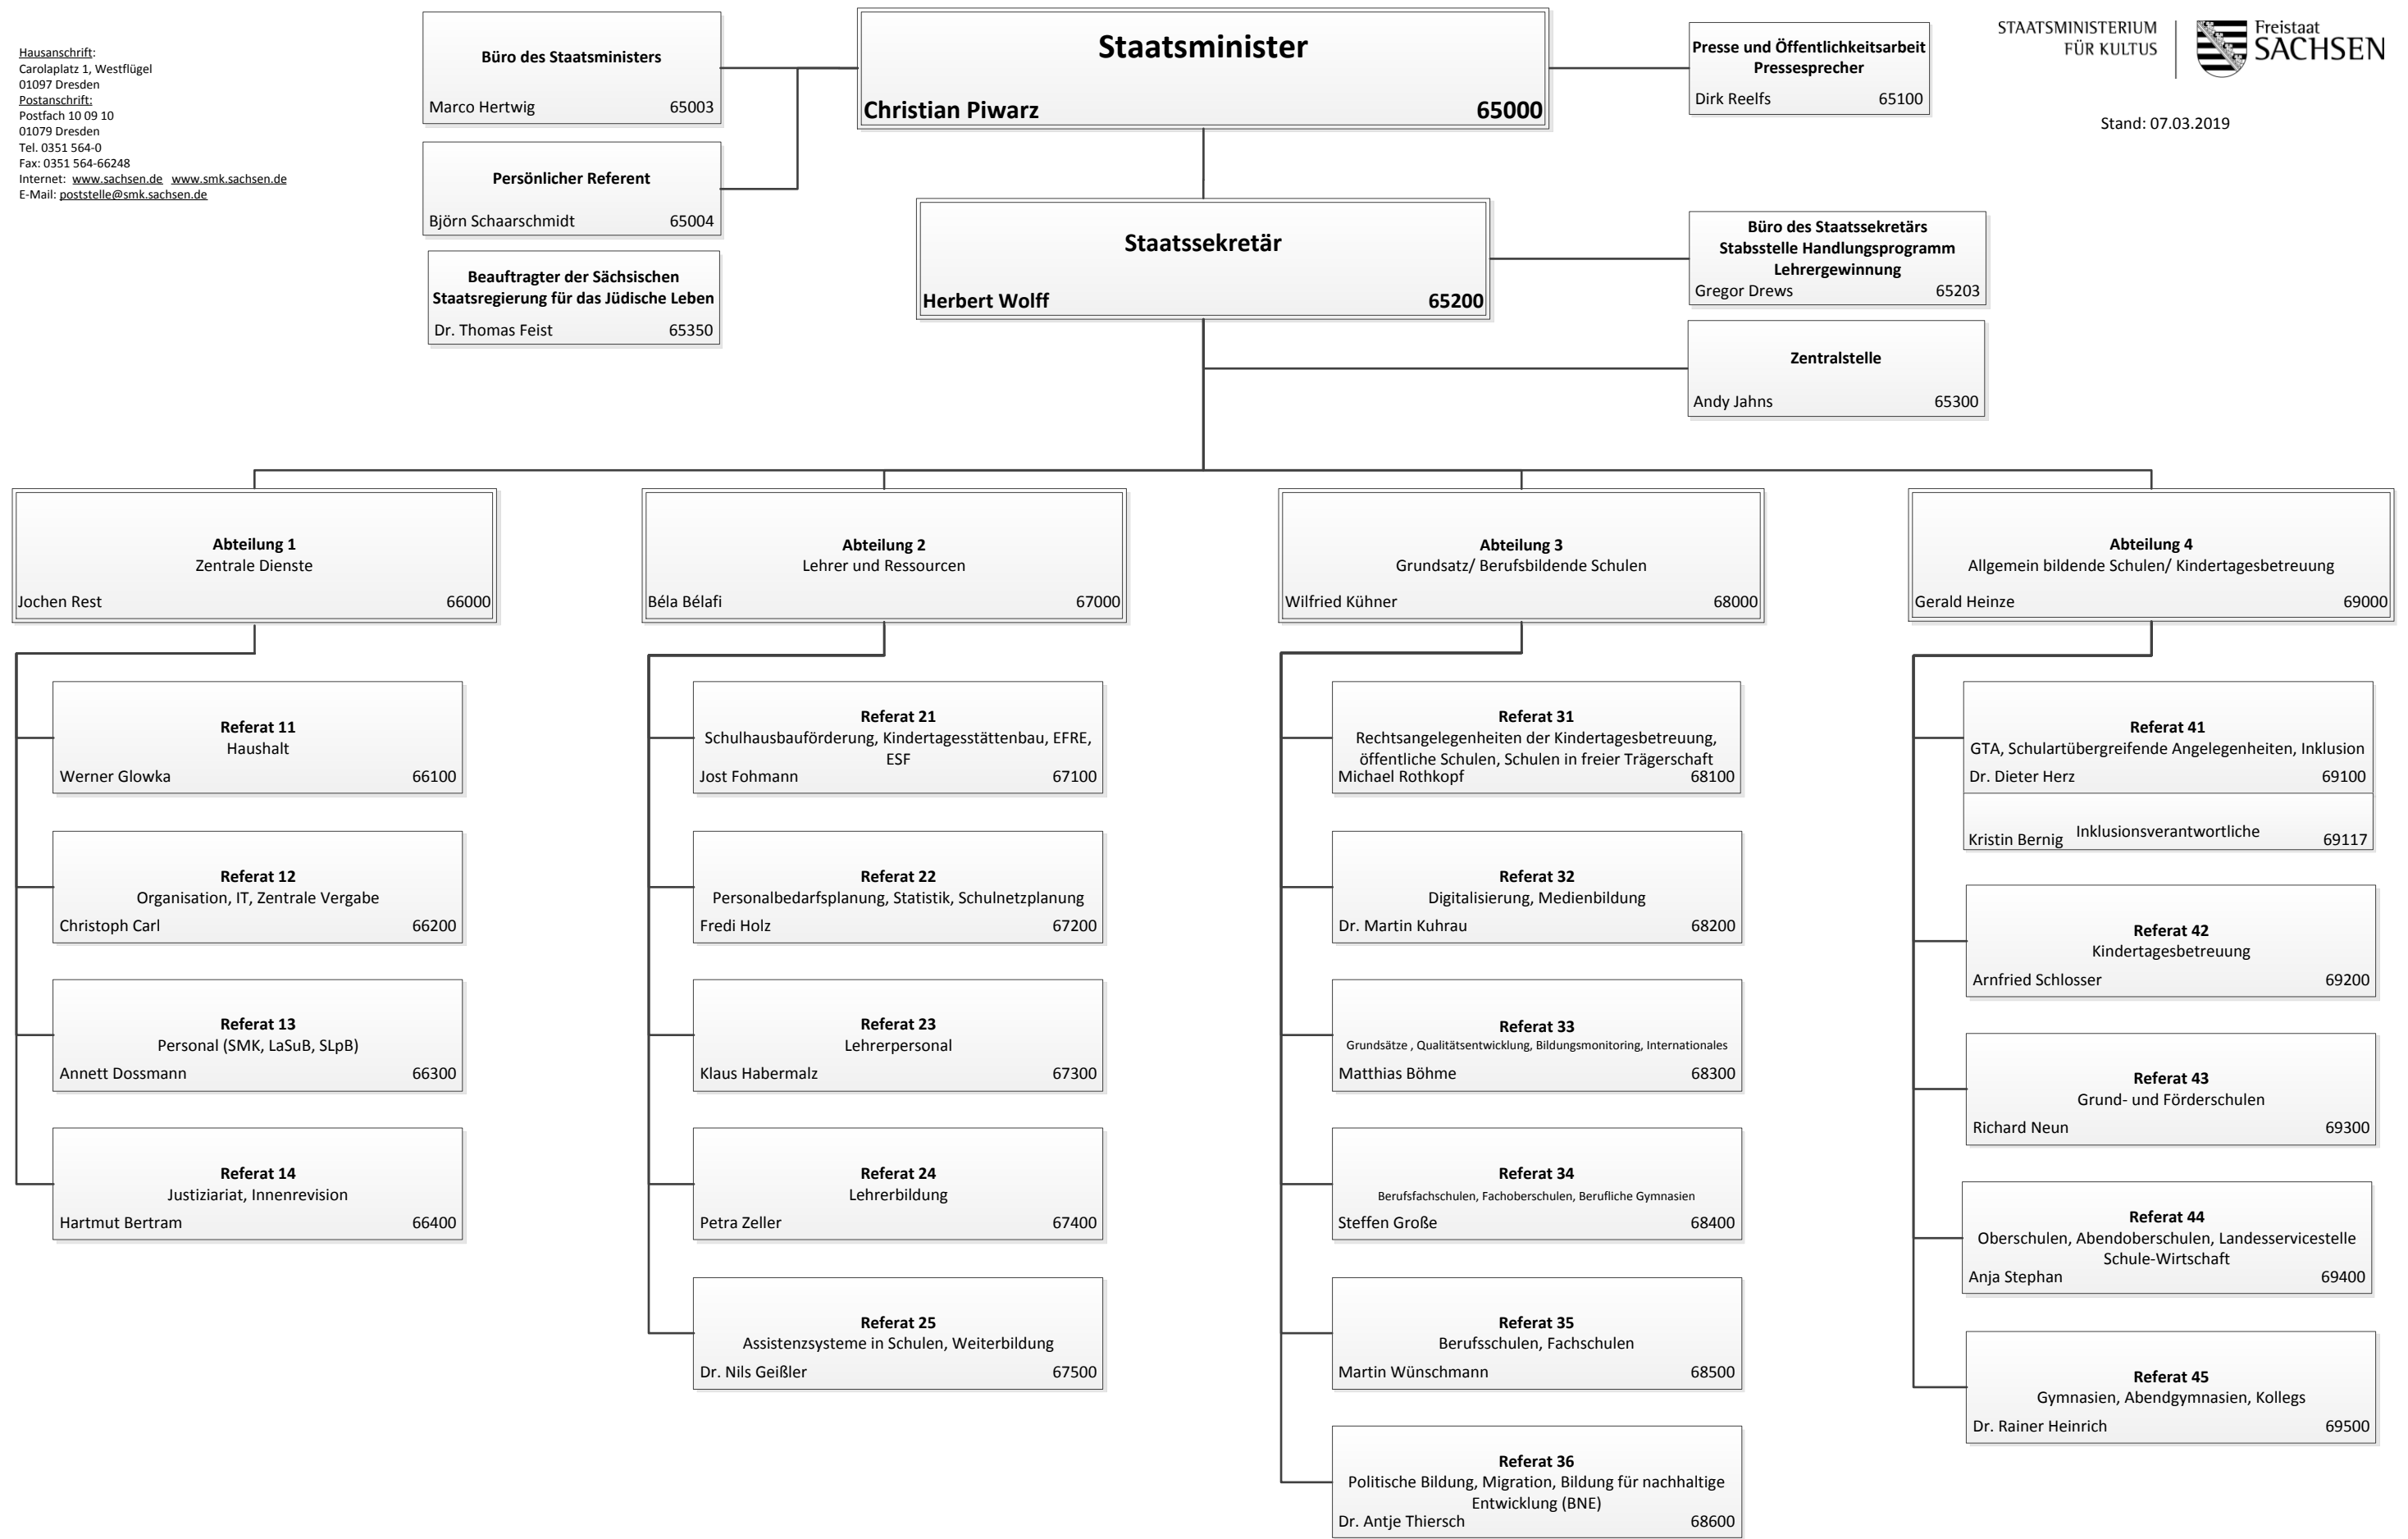 Hausanschrift:
Carolaplatz 1, Westflügel
01097 Dresden
Postanschrift:
Postfach 10 09 10
01079 Dresden
Tel. 0351 564-0
Fax: 0351 564-66248
Internet: www.sachsen.de www.smk.sachsen.de
E-Mail: poststelle@smk.sachsen.de
Büro des Staatsministers
Marco Hertwig 65003
Persönlicher Referent
Björn Schaarschmidt 65004
Beauftragter der Sächsischen
Staatsregierung für das Jüdische Leben
Dr. Thomas Feist 65350
Staatsminister
Christian Piwarz 65000
Staatssekretär
Herbert Wolff 65200
Presse und Öffentlichkeitsarbeit
Pressesprecher
Dirk Reelfs 65100
STAATSMINISTERIUM
FÜR KULTUS
Freistaat
SACHSEN
Stand: 07.03.2019
Büro des Staatssekretärs
Stabsstelle Handlungsprogramm
Lehrergewinnung
Gregor Drews 65203
Zentralstelle
Andy Jahns 65300
Abteilung 1
Zentrale Dienste
Jochen Rest 66000
Referat 11
Haushalt
Werner Glowka 66100
Referat 12
Organisation, IT, Zentrale Vergabe
Christoph Carl 66200
Referat 13
Personal (SMK, LaSuB, SLpB)
Annett Dossmann 66300
Referat 14
Justiziariat, Innenrevision
Hartmut Bertram 66400
Abteilung 2
Lehrer und Ressourcen
Béla Bélafi 67000
Referat 21
Schulhausbauförderung, Kindertagesstättenbau, EFRE,
ESF
Jost Fohmann 67100
Referat 22
Personalbedarfsplanung, Statistik, Schulnetzplanung
Fredi Holz 67200
Referat 23
Lehrerpersonal
Klaus Habermalz 67300
Referat 24
Lehrerbildung
Petra Zeller 67400
Referat 25
Assistenzsysteme in Schulen, Weiterbildung
Dr. Nils Geißler 67500
Abteilung 3
Grundsatz/ Berufsbildende Schulen
Wilfried Kühner 68000
Referat 31
Rechtsangelegenheiten der Kindertagesbetreuung,
öffentliche Schulen, Schulen in freier Trägerschaft
Michael Rothkopf 68100
Referat 32
Digitalisierung, Medienbildung
Dr. Martin Kuhrau 68200
Referat 33
Grundsätze , Qualitätsentwicklung, Bildungsmonitoring, Internationales
Matthias Böhme 68300
Referat 34
Berufsfachschulen, Fachoberschulen, Berufliche Gymnasien
Steffen Große 68400
Referat 35
Berufsschulen, Fachschulen
Martin Wünschmann 68500
Referat 36
Politische Bildung, Migration, Bildung für nachhaltige
Entwicklung (BNE)
Dr. Antje Thiersch 68600
Abteilung 4
Allgemein bildende Schulen/ Kindertagesbetreuung
Gerald Heinze 69000
Referat 41
GTA, Schulartübergreifende Angelegenheiten, Inklusion
Dr. Dieter Herz 69100
Inklusionsverantwortliche
Kristin Bernig 69117
Referat 42
Kindertagesbetreuung
Arnfried Schlosser 69200
Referat 43
Grund- und Förderschulen
Richard Neun 69300
Referat 44
Oberschulen, Abendoberschulen, Landesservicestelle
Schule-Wirtschaft
Anja Stephan 69400
Referat 45
Gymnasien, Abendgymnasien, Kollegs
Dr. Rainer Heinrich 69500